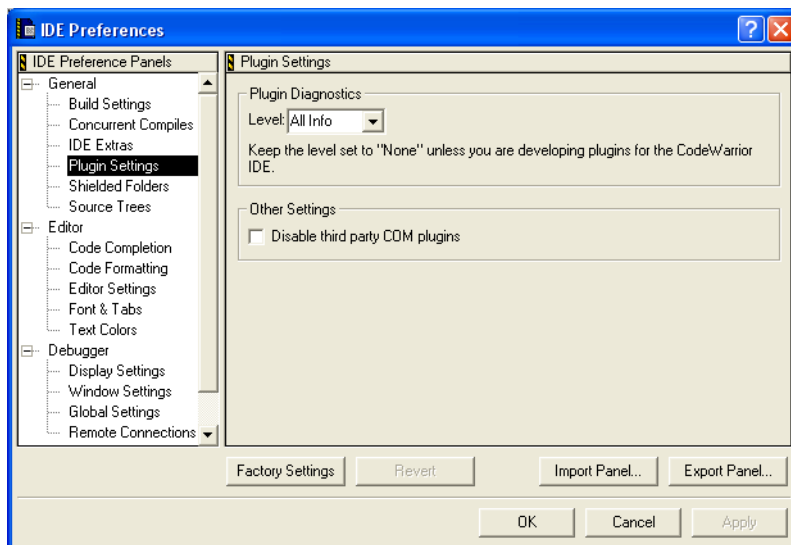 IDE Preferences
IDE Preference Panels
General
Build Settings
Concurrent Compiles
IDE Extras
Plugin Settings
Shielded Folders
Source Trees
Editor
Code Completion
Code Formatting
Editor Settings
Font & Tabs
Text Colors
Debugger
Display Settings
Window Settings
Global Settings
Remote Connections
Plugin Settings
Plugin Diagnostics
Level: All Info
Keep the level set to "None" unless you are developing plugins for the CodeWarrior
IDE.
Other Settings
Disable third party COM plugins
Factory Settings
Revert
Import Panel...
Export Panel...
OK
Cancel
Apply